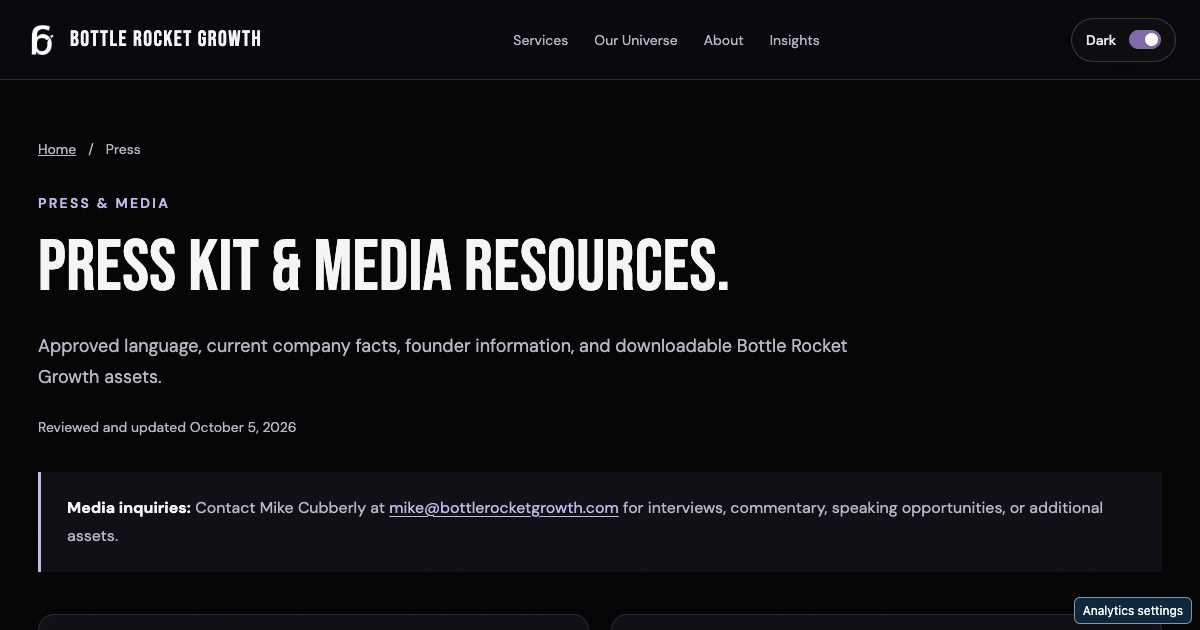 BOTTLE ROCKET GROWTH
Services
Our Universe
About
Insights
Dark
Home / Press
PRESS & MEDIA
PRESS KIT & MEDIA RESOURCES.
Approved language, current company facts, founder information, and downloadable Bottle Rocket
Growth assets.
Reviewed and updated October 5, 2026
Media inquiries: Contact Mike Cubberly at mike@bottlerocketgrowth.com for interviews, commentary, speaking opportunities, or additional
assets.
Analytics settings